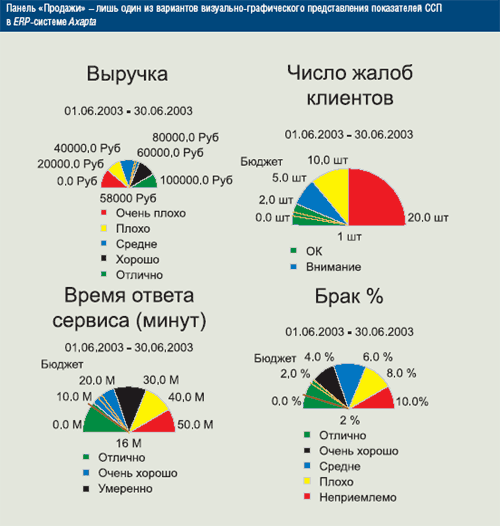 Панель «Продажи» – лишь один из вариантов визуально-графического представления показателей ССП
в ERP-системе Axapta
Выручка
01.06.2003 - 30.06.2003
80000,0 Руб
40000,0 Руб
60000,0 Руб
20000.0 Руб
0.0 Руб
100000.0 Руб
58000 Руб
Очень плохо
Плохо
Средне
Хорошо
Отлично
Число жалоб
клиентов
01.06.2003 - 30.06.2003
Бюджет
10,0 шт
5.0 шт
2,0 шт
0.0 шт
20.0 шт
1 шт
ОК
Внимание
Время ответа
сервиса (минут)
01,06,2003 - 30.06,2003
Бюджет
20.0 М
30,0 М
10.0 М
40,0 М
0.0 М
50.0 М
16 М
Отлично
Очень хорошо
Умеренно
Брак %
01.06.2003 - 30.06.2003
Бюджет
4.0 %
6.0 %
2,0 %
8.0 %
0.0 %
10.0%
2 %
Отлично
Очень хорошо
Средне
Плохо
Неприемлемо